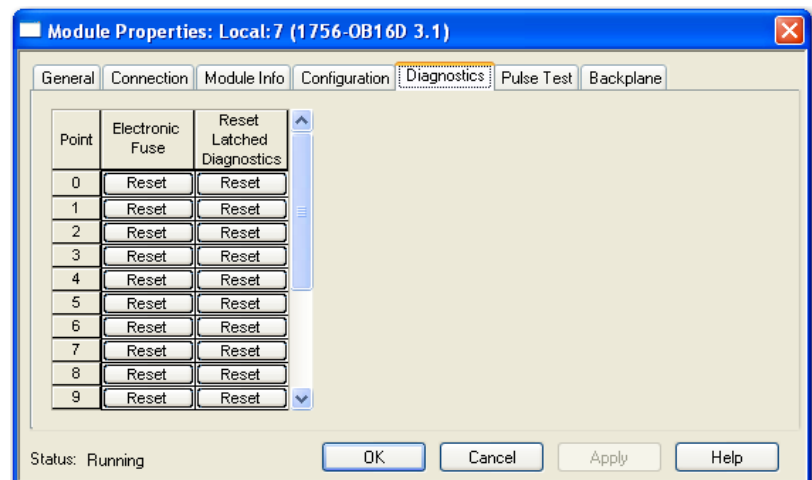 Module Properties: Local:7 (1756-OB16D 3.1)
General Connection Module Info Configuration Diagnostics Pulse Test Backplane
Point Electronic Fuse Reset Latched Diagnostics
0 Reset Reset
1 Reset Reset
2 Reset Reset
3 Reset Reset
4 Reset Reset
5 Reset Reset
6 Reset Reset
7 Reset Reset
8 Reset Reset
9 Reset Reset
Status: Running OK Cancel Apply Help